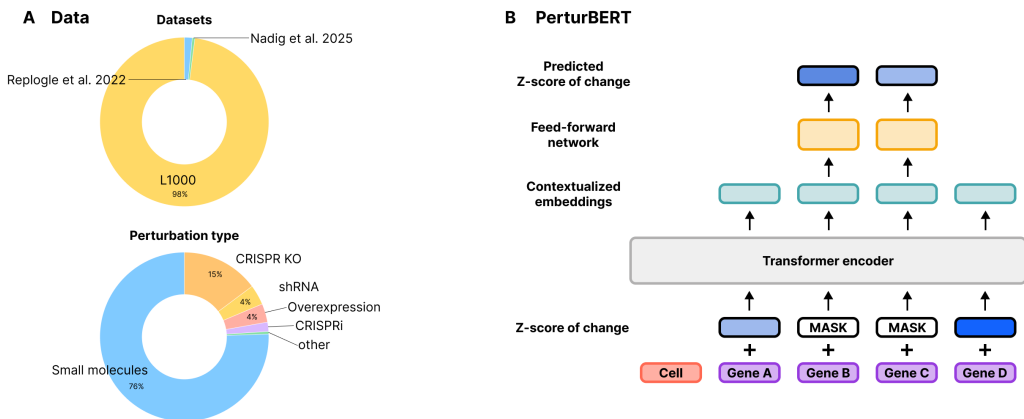 A Data
Datasets
Nadig et al. 2025
Replogle et al. 2022
L1000
98%
Perturbation type
CRISPR KO
15%
shRNA
4%
Overexpression
4%
CRISPRi
other
Small molecules
76%
B PerturBERT
Predicted
Z-score of change
Feed-forward
network
Contextualized
embeddings
Transformer encoder
Z-score of change
MASK
MASK
+ + + +
Cell
Gene A
Gene B
Gene C
Gene D